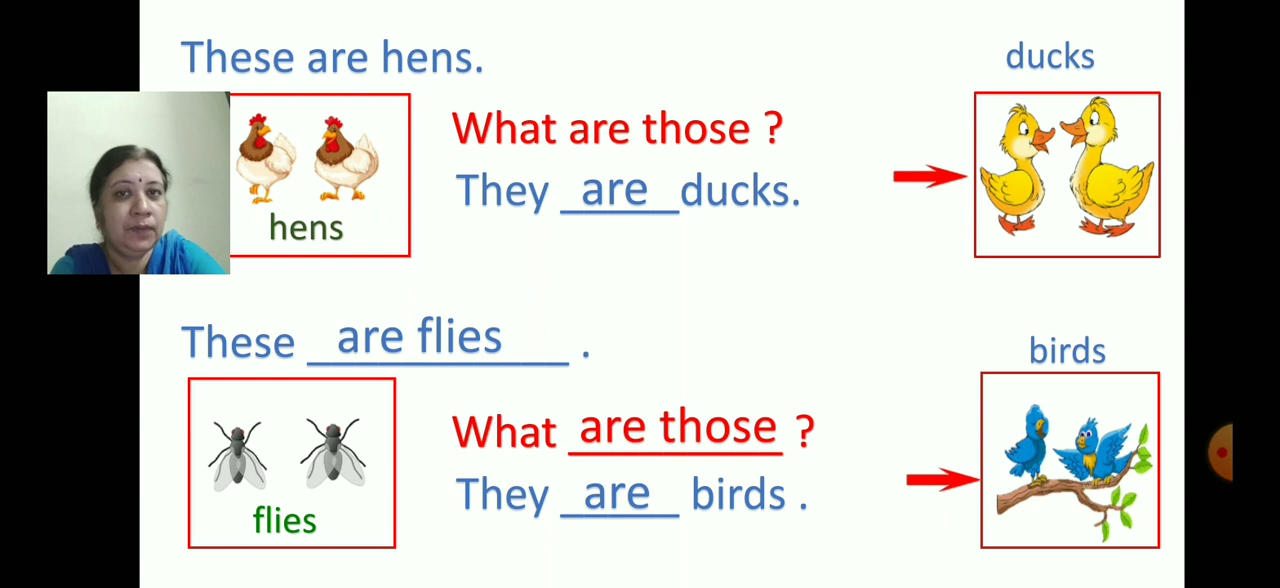 These are hens.
ducks
What are those ?
They are ducks.
hens
These are flies .
birds
What are those ?
They are birds .
flies